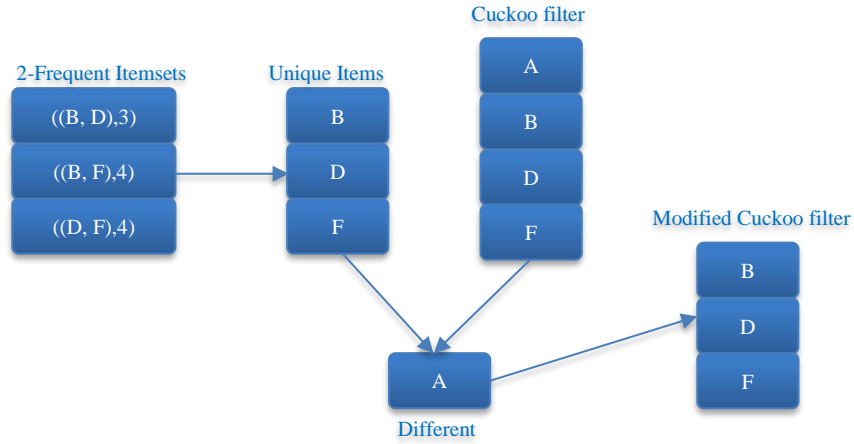 Cuckoo filter
A
B
D
F
2-Frequent Itemsets
((B, D),3)
((B, F),4)
((D, F),4)
Unique Items
B
D
F
Modified Cuckoo filter
B
D
F
A
Different